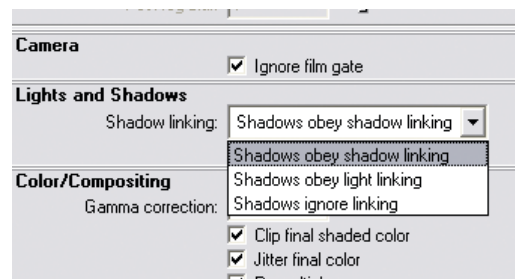 Camera
Ignore film gate
Lights and Shadows
Shadow linking: Shadows obey shadow linking
Shadows obey shadow linking
Shadows obey light linking
Shadows ignore linking
Color/Compositing
Gamma correction:
Clip final shaded color
Jitter final color